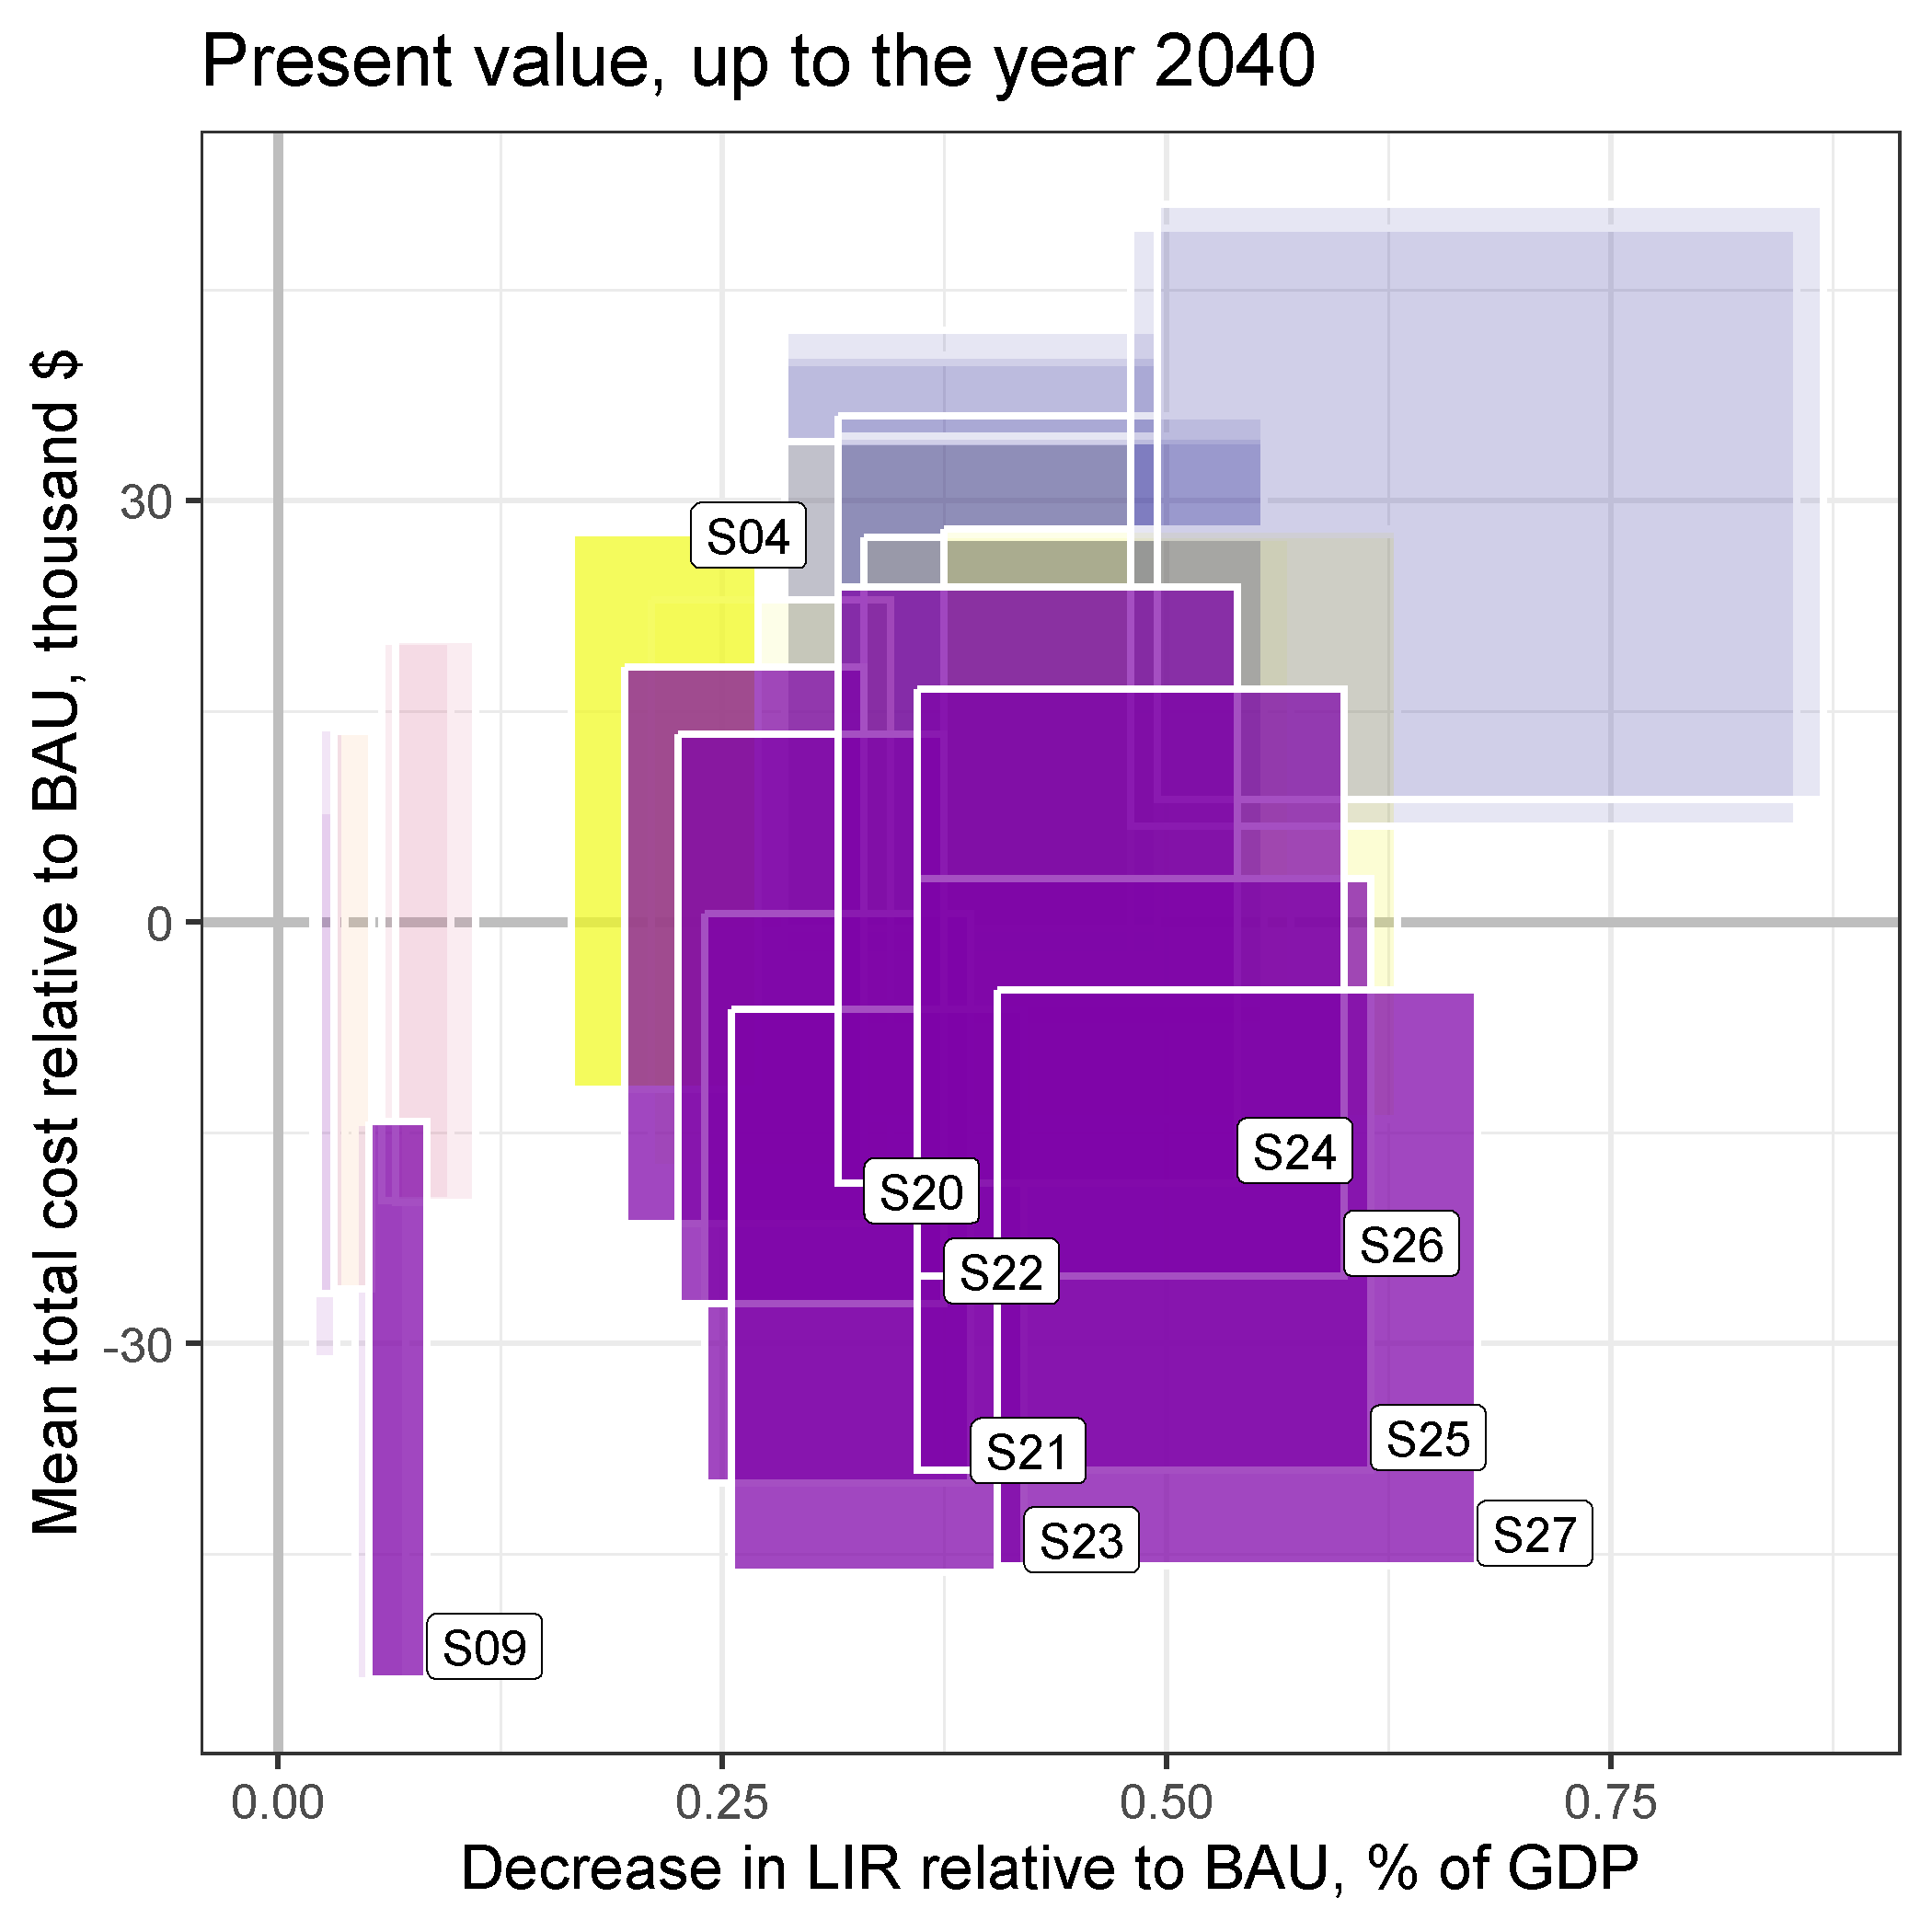 Present value, up to the year 2040
Mean total cost relative to BAU, thousand $
30
0
-30
S04
S20
S24
S22
S26
S21
S25
S23
S27
S09
0.00
0.25
0.50
0.75
Decrease in LIR relative to BAU, % of GDP